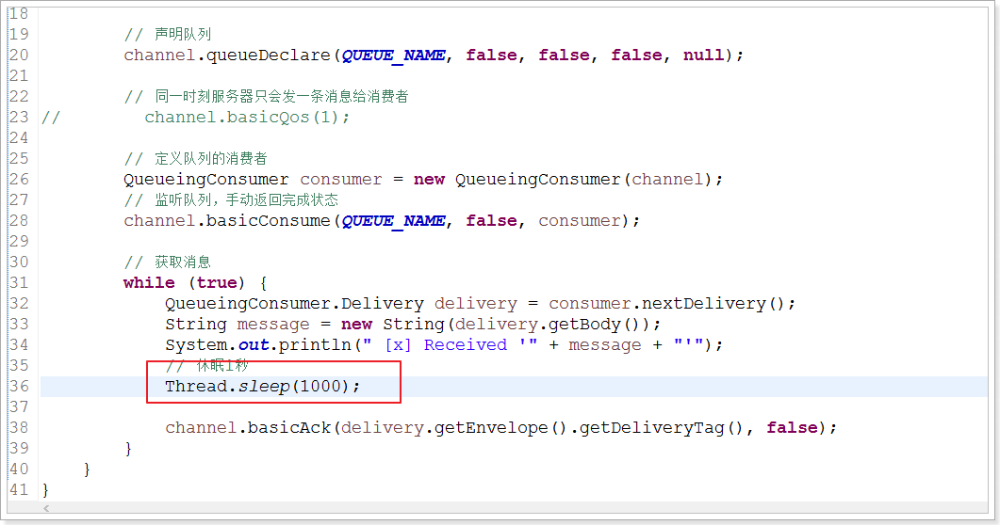 18
19 // 声明队列
20 channel.queueDeclare(QUEUE_NAME, false, false, false, null);
21
22 // 同一时刻服务器只会发一条消息给消费者
23 // channel.basicQos(1);
24
25 // 定义队列的消费者
26 QueueingConsumer consumer = new QueueingConsumer(channel);
27 // 监听队列，手动返回完成状态
28 channel.basicConsume(QUEUE_NAME, false, consumer);
29
30 // 获取消息
31 while (true) {
32 QueueingConsumer.Delivery delivery = consumer.nextDelivery();
33 String message = new String(delivery.getBody());
34 System.out.println(" [x] Received '" + message + "'");
35 // 休眠1秒
36 Thread.sleep(1000);
37
38 channel.basicAck(delivery.getEnvelope().getDeliveryTag(), false);
39 }
40 }
41 }